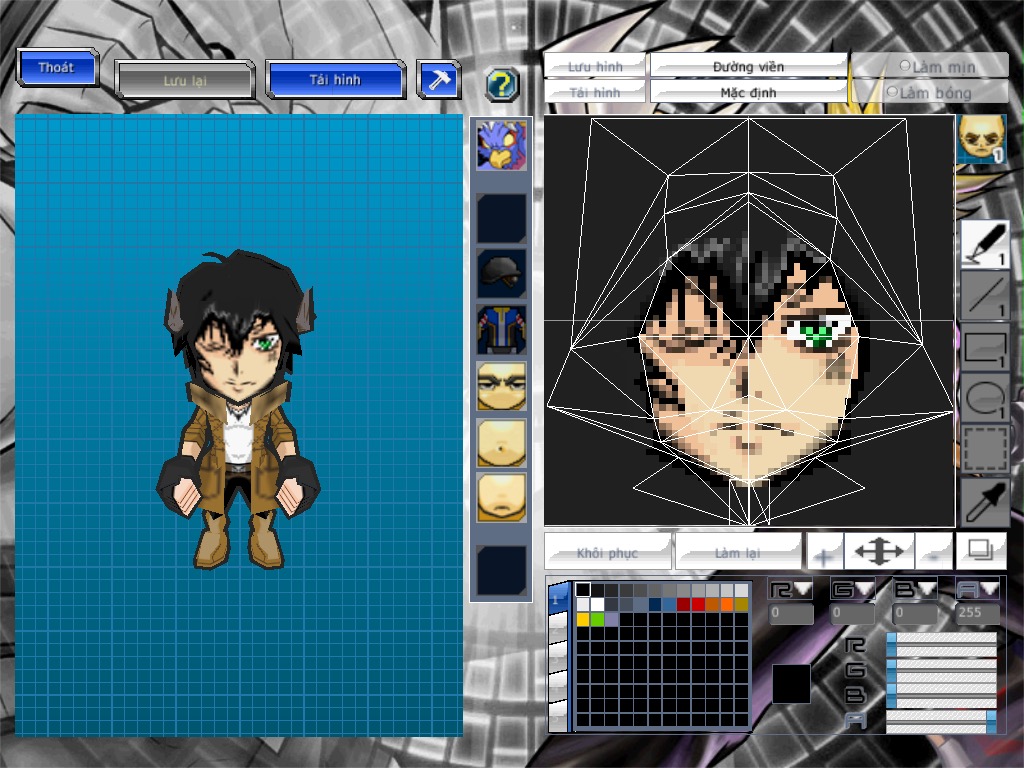 Thoát
Lưu lại
Tải hình
?
Lưu hình
Đường viền
Làm mịn
Tải hình
Mặc định
Làm bóng
1
1
1
1
1
Khôi phục
Làm lại
+
-
1
R
G
B
A
0
0
0
255
R
G
B
A